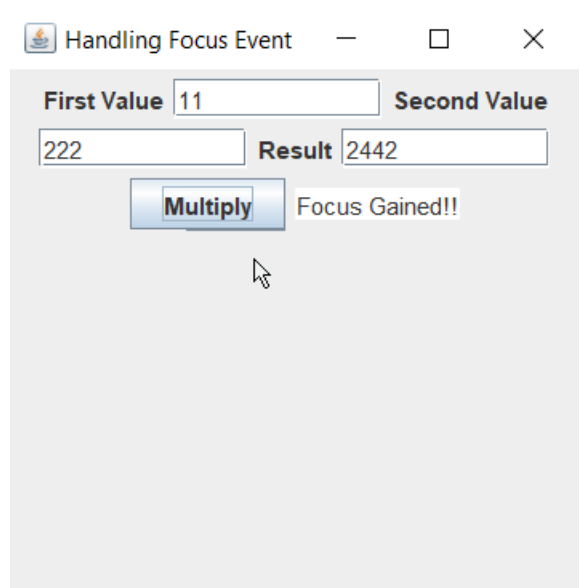 Handling Focus Event
First Value 11 Second Value
222 Result 2442
Multiply Focus Gained!!